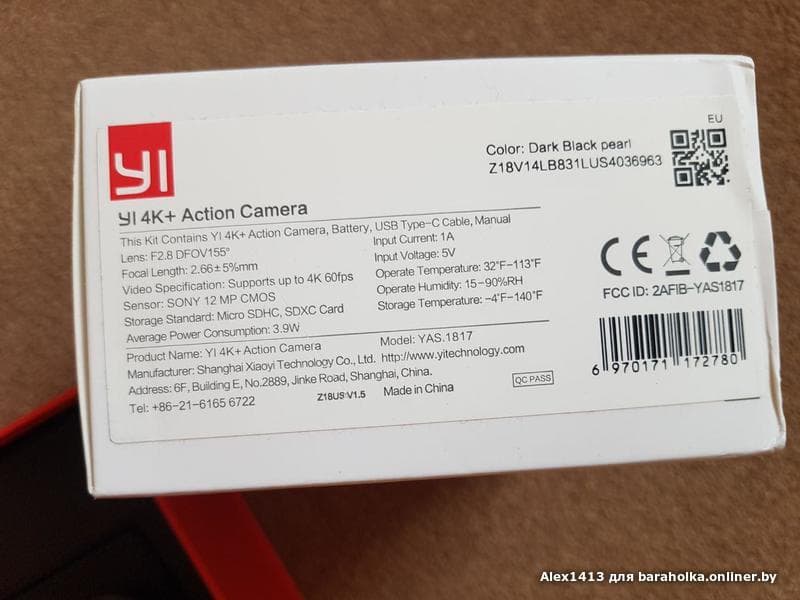 YI
YI 4K+ Action Camera
This Kit Contains YI 4K+ Action Camera, Battery, USB Type-C Cable, Manual
Lens: F2.8 DFOV155°
Focal Length: 2.66±5%mm
Video Specification: Supports up to 4K 60fps
Sensor: SONY 12 MP CMOS
Storage Standard: Micro SDHC, SDXC Card
Average Power Consumption: 3.9W
Input Current: 1A
Input Voltage: 5V
Operate Temperature: 32°F-113°F
Operate Humidity: 15-90%RH
Storage Temperature: -4°F-140°F
Product Name: YI 4K+ Action Camera
Model: YAS.1817
Manufacturer: Shanghai Xiaoyi Technology Co., Ltd. http://www.yitechnology.com
Address: 6F, Building E, No.2889, Jinke Road, Shanghai, China.
Tel: +86-21-6165 6722
Z18US:V1.5
Made in China
QC PASS
EU
Color: Dark Black pearl
Z18V14LB831LUS4036963
CE
FCC ID: 2AFIB-YAS1817
6 970171 172780
Alex1413 для baraholka.onliner.by